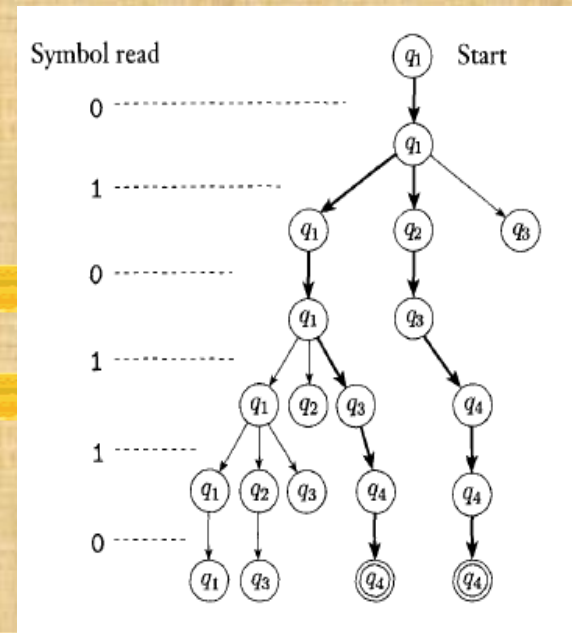 Symbol read q1 Start
0
q1
1
q1 q2 q3
0
q1 q3
1
q1 q2 q3 q4
1
q1 q2 q3 q4 q4
0
q1 q3 q4 q4